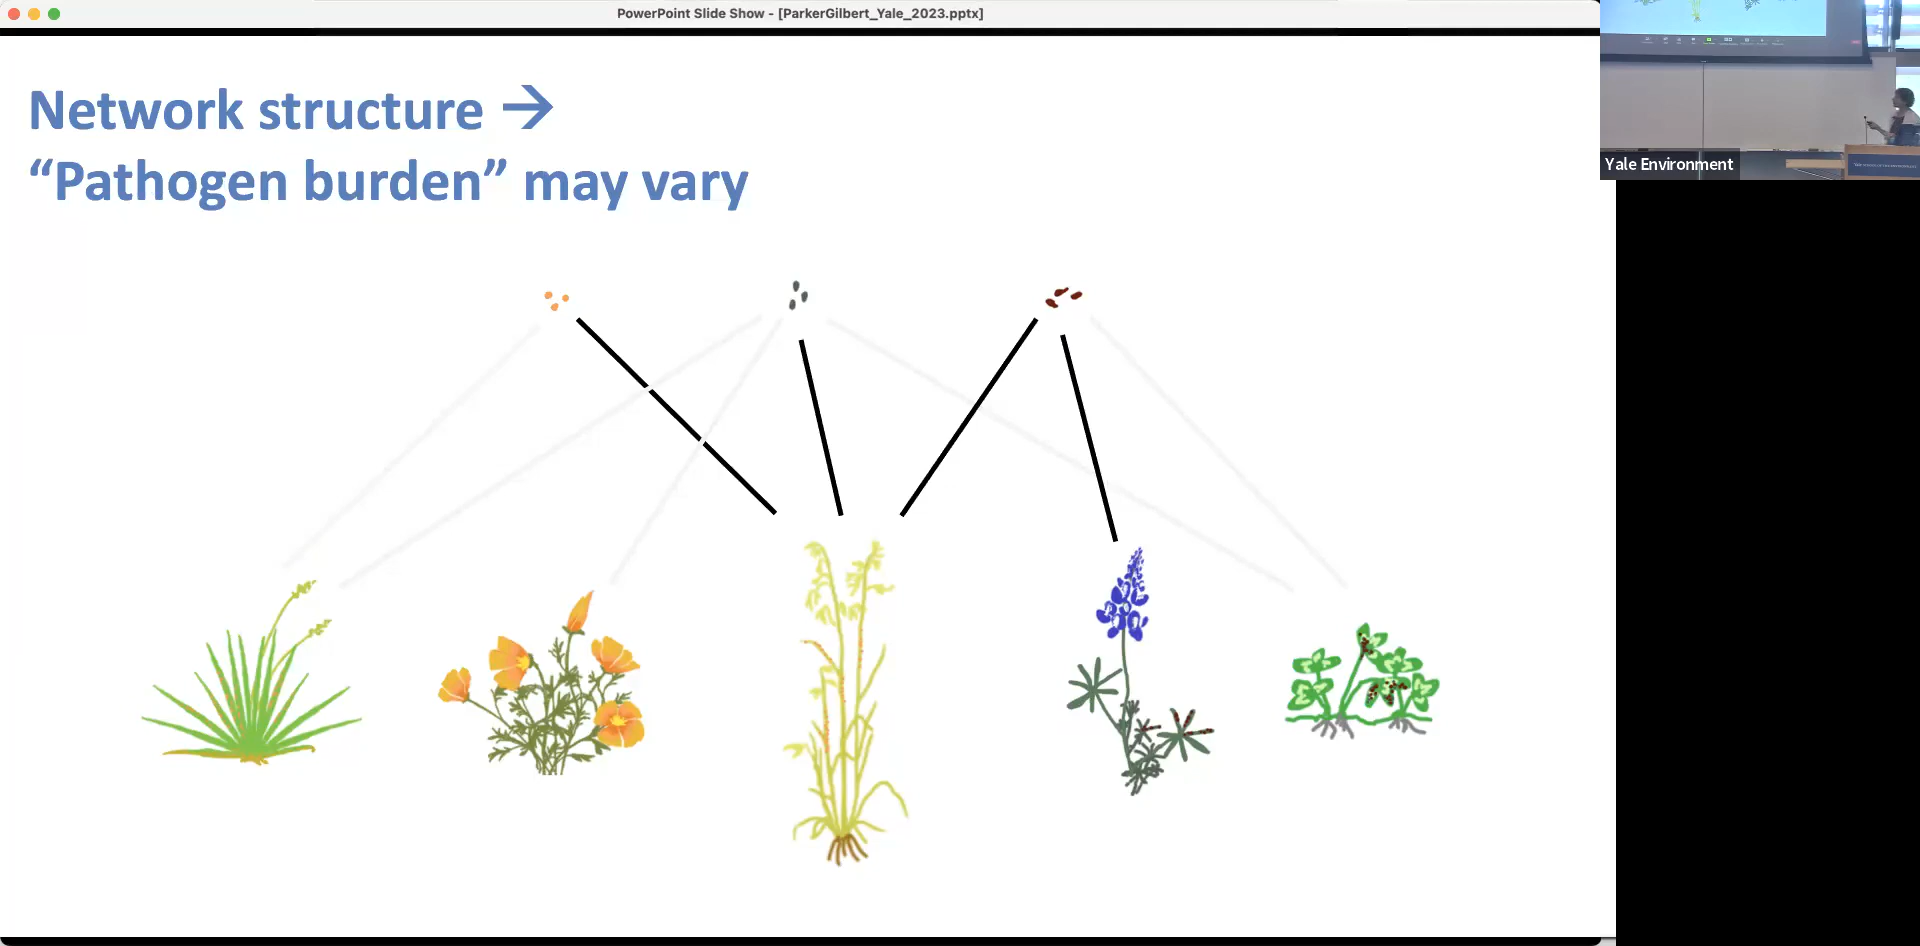 PowerPoint Slide Show - [ParkerGilbert_Yale_2023.pptx]
Network structure →
“Pathogen burden” may vary
Yale Environment